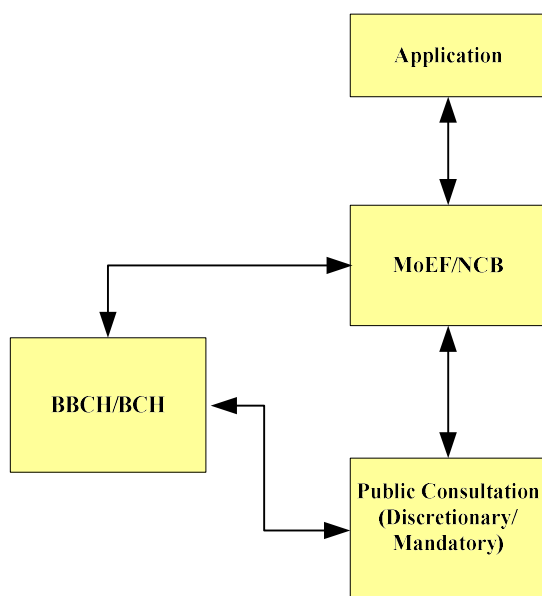 Application
MoEF/NCB
BBCH/BCH
Public Consultation
(Discretionary/
Mandatory)